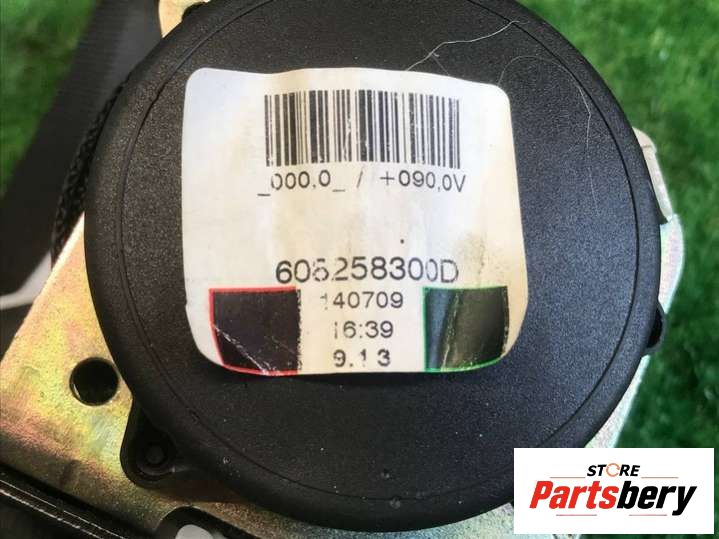 _000,0_ / +090,0V
606258300D
140709
16:39
9.13
STORE
Partsbery